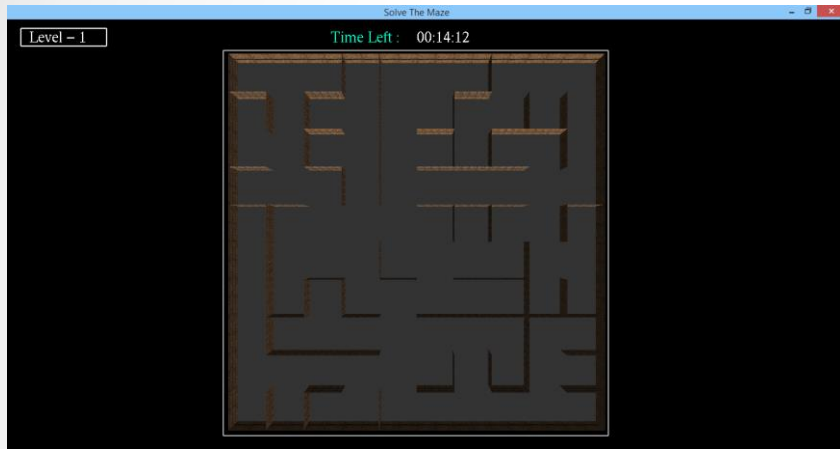 Solve The Maze
Level – 1
Time Left : 00:14:12